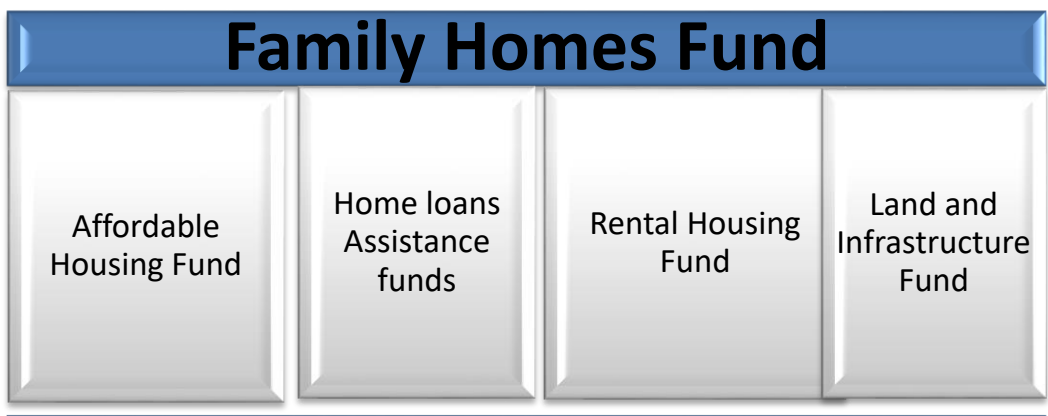 Family Homes Fund
Affordable
Housing Fund
Home loans
Assistance
funds
Rental Housing
Fund
Land and
Infrastructure
Fund